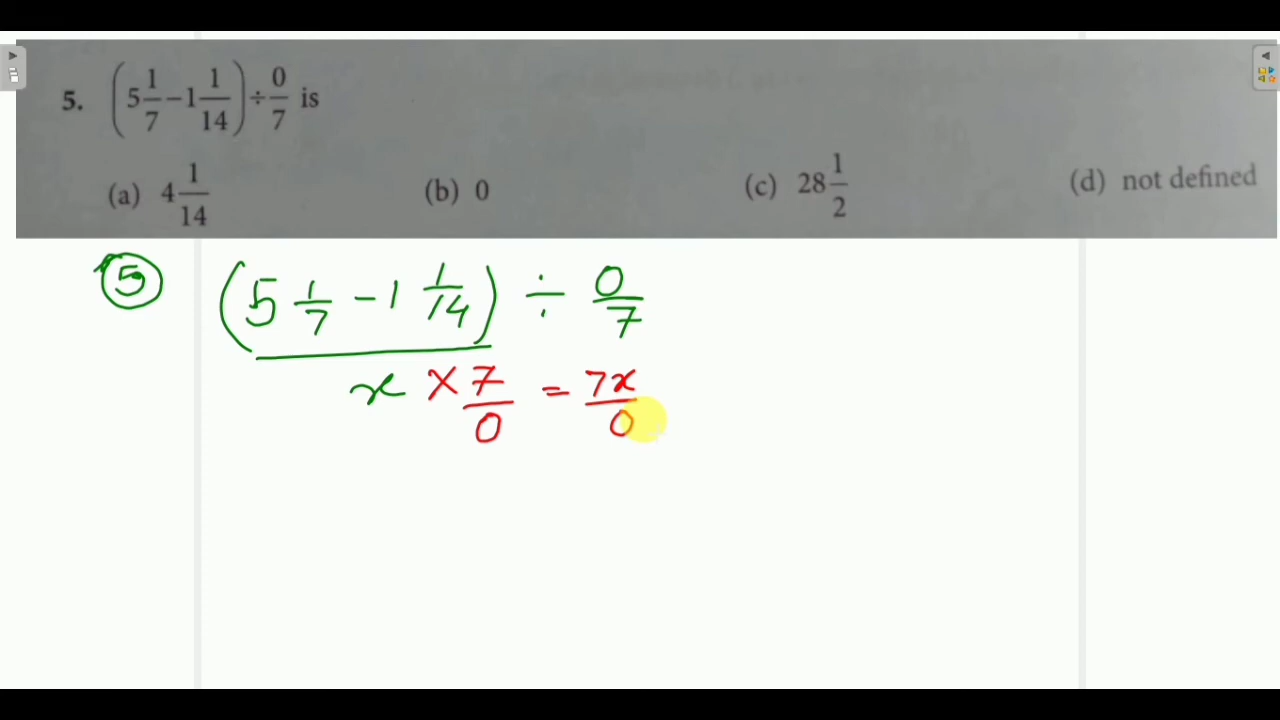 5. (5 1/7 − 1 1/14) ÷ 0/7 is
(a) 4 1/14 (b) 0 (c) 28 1/2 (d) not defined
5 (5 1/7 − 1 1/14) ÷ 0/7
x × 7/0 = 7x/0